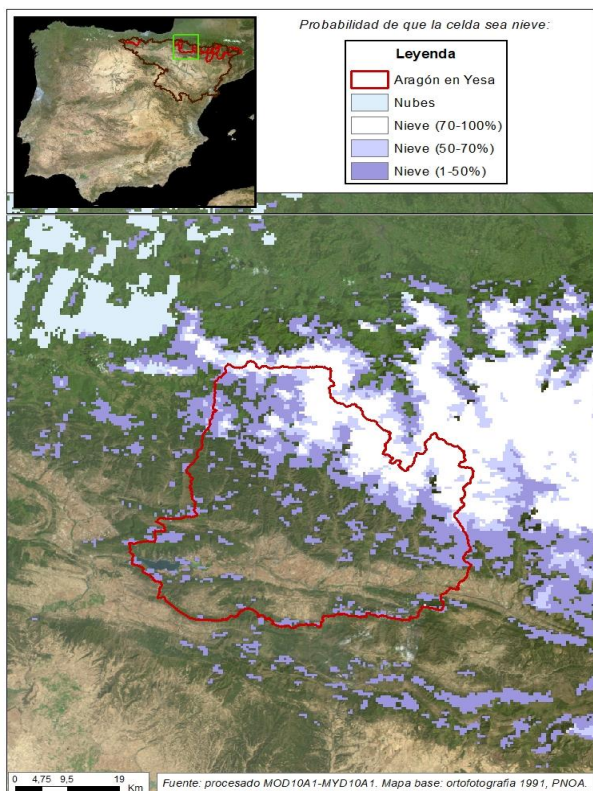 Probabilidad de que la celda sea nieve:
Leyenda
Aragón en Yesa
Nubes
Nieve (70-100%)
Nieve (50-70%)
Nieve (1-50%)
0 4,75 9,5 19
Km
Fuente: procesado MOD10A1-MYD10A1. Mapa base: ortofotografía 1991, PNOA.